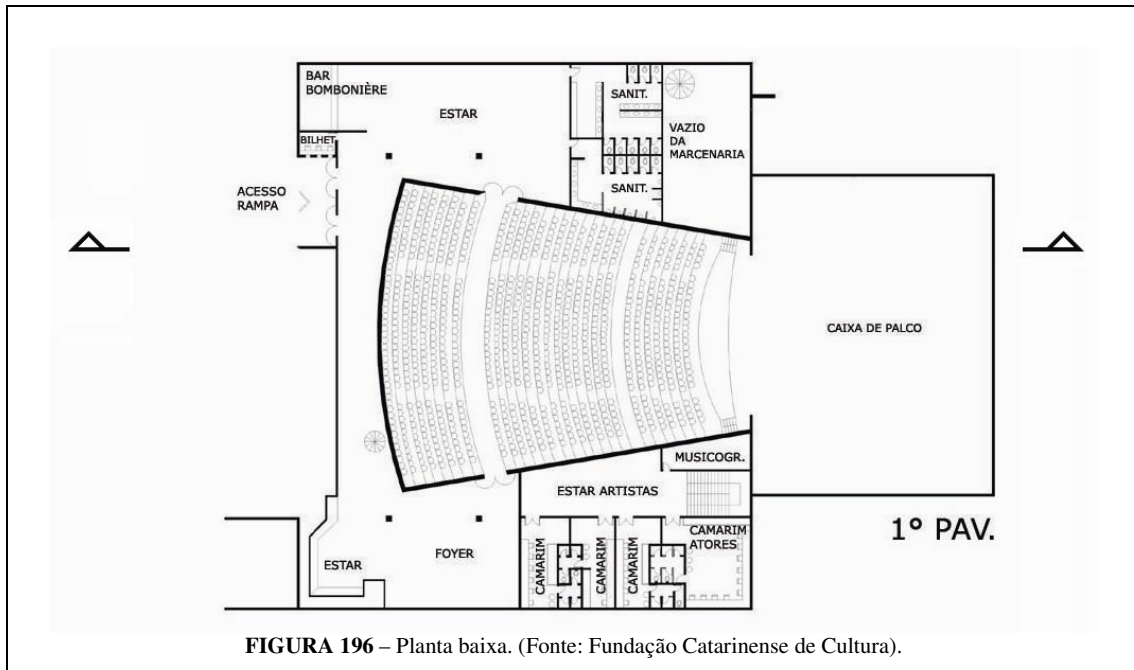 BAR
BOMBONIÈRE
ESTAR
SANIT.
BILHET.
VAZIO
DA
MARCENARIA
SANIT.
ACESSO
RAMPA
CAIXA DE PALCO
MUSICOGR.
ESTAR ARTISTAS
CAMARIM
ATORES
1º PAV.
FOYER
ESTAR
CAMARIM
CAMARIM
CAMARIM
FIGURA 196 – Planta baixa. (Fonte: Fundação Catarinense de Cultura).